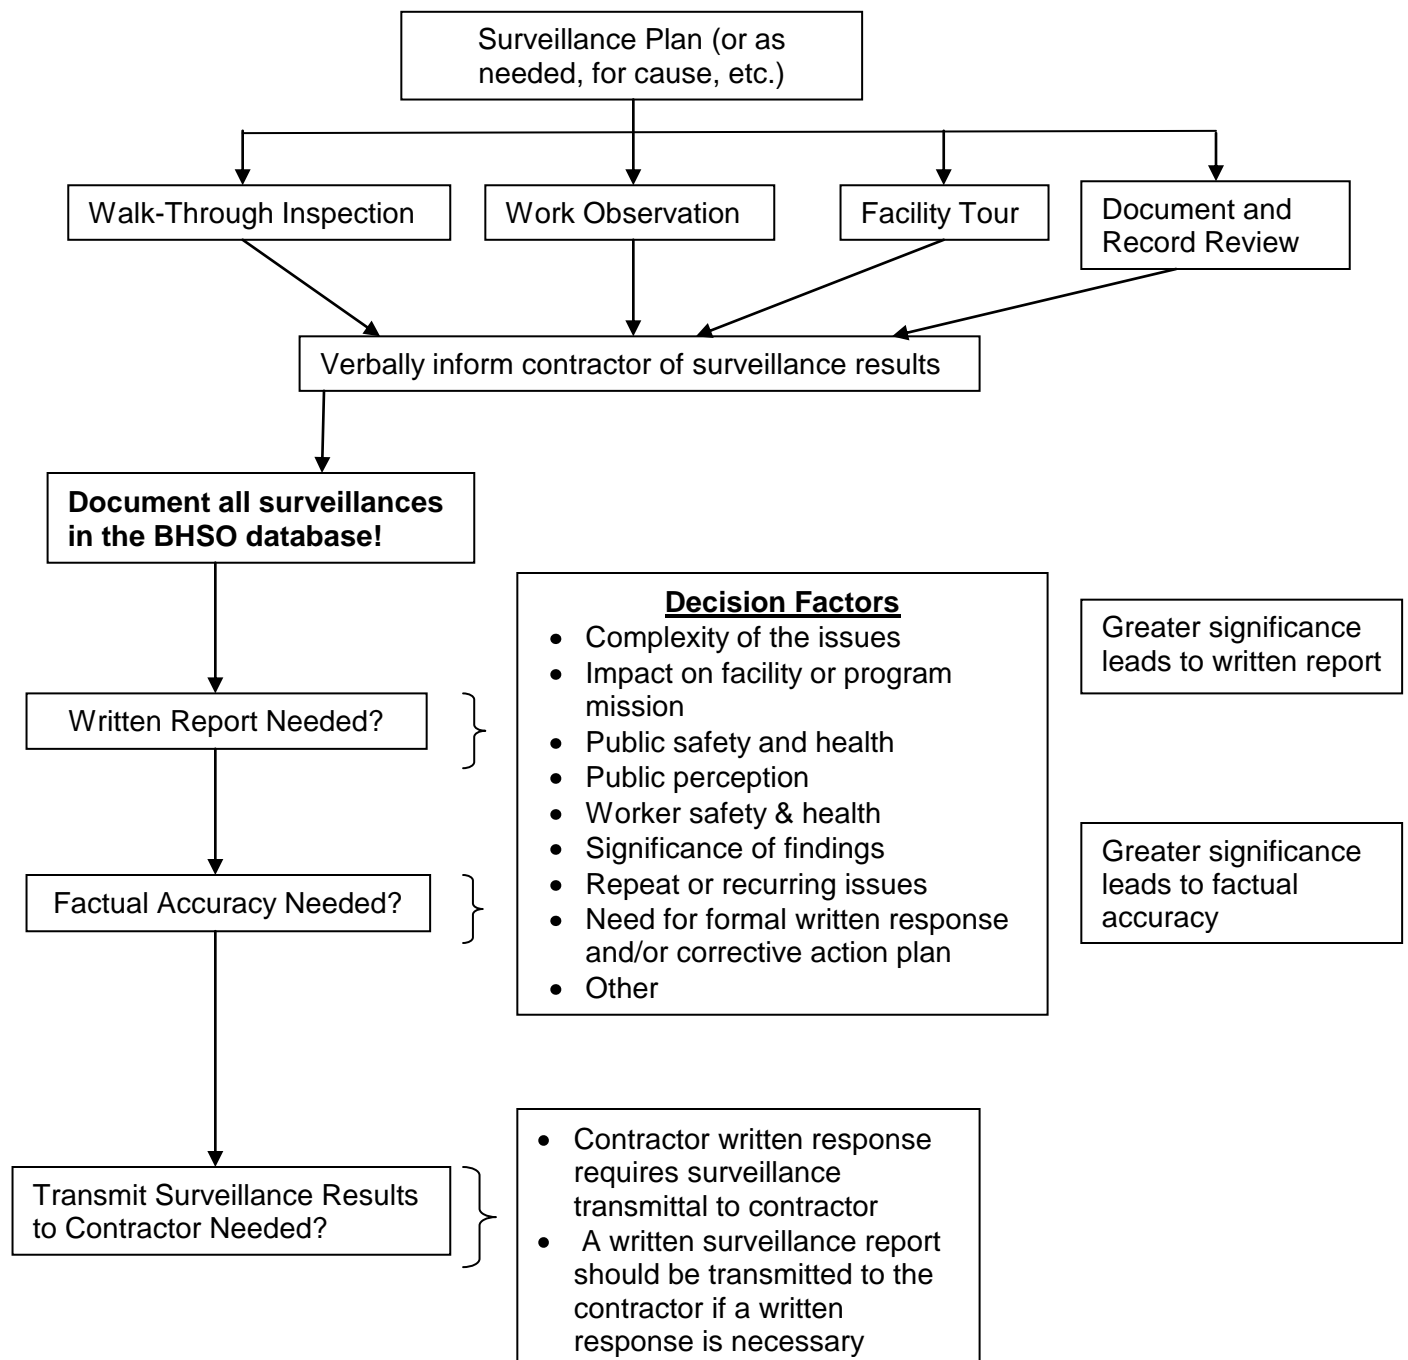 Surveillance Plan (or as
needed, for cause, etc.)
Walk-Through Inspection
Work Observation
Facility Tour
Document and
Record Review
Verbally inform contractor of surveillance results
Document all surveillances
in the BHSO database!
Decision Factors
• Complexity of the issues
• Impact on facility or program
mission
• Public safety and health
• Public perception
• Worker safety & health
• Significance of findings
• Repeat or recurring issues
• Need for formal written response
and/or corrective action plan
• Other
Greater significance
leads to written report
Written Report Needed?
Greater significance
leads to factual
accuracy
Factual Accuracy Needed?
Transmit Surveillance Results
to Contractor Needed?
• Contractor written response
requires surveillance
transmittal to contractor
• A written surveillance report
should be transmitted to the
contractor if a written
response is necessary